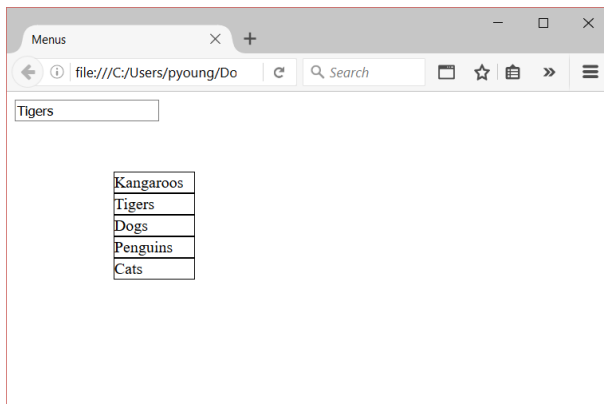 Menus
file:///C:/Users/pyoung/Do
Search
Tigers
Kangaroos
Tigers
Dogs
Penguins
Cats